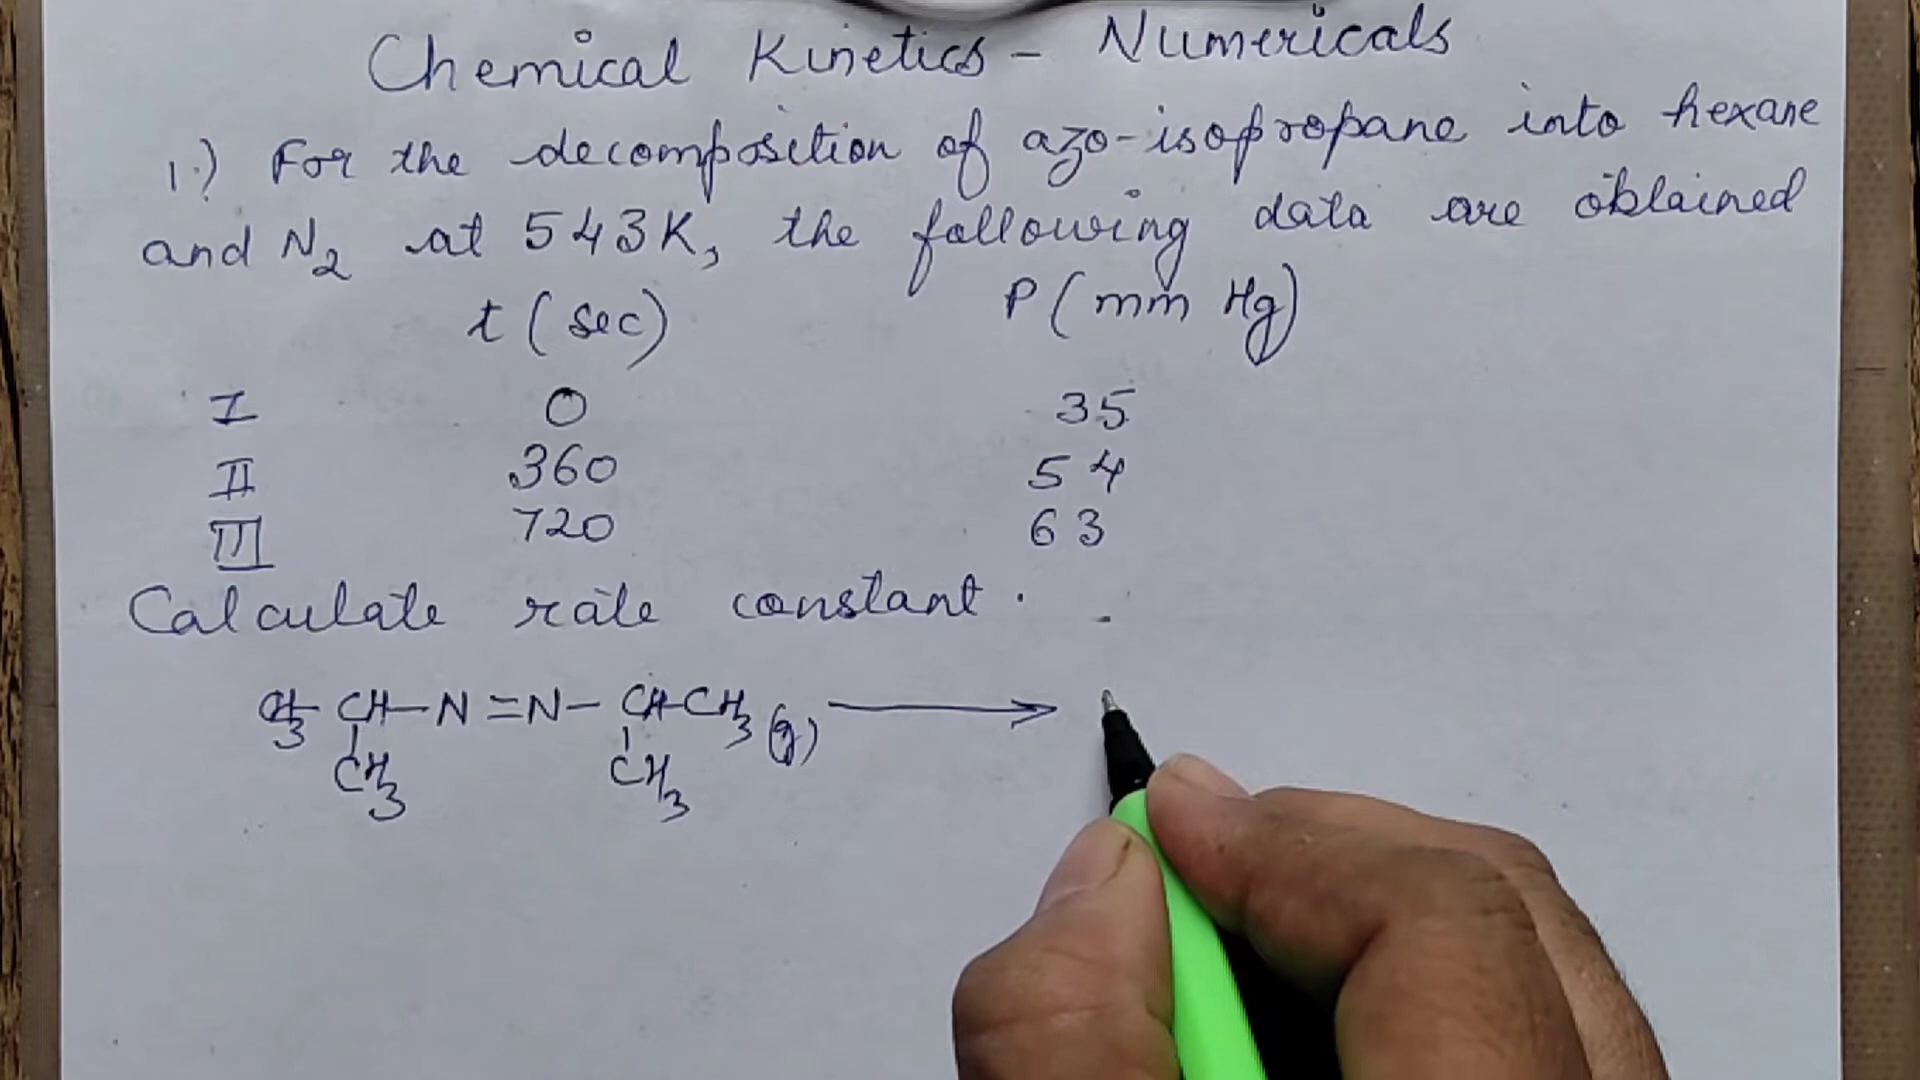 Chemical Kinetics - Numericals
1.) For the decomposition of azo-isopropane into hexane
and N2 at 543K, the following data are obtained
t (sec) P (mm Hg)
I 0 35
II 360 54
III 720 63
Calculate rate constant.
CH3-CH-N=N-CH-CH3 (g) →
CH3 CH3